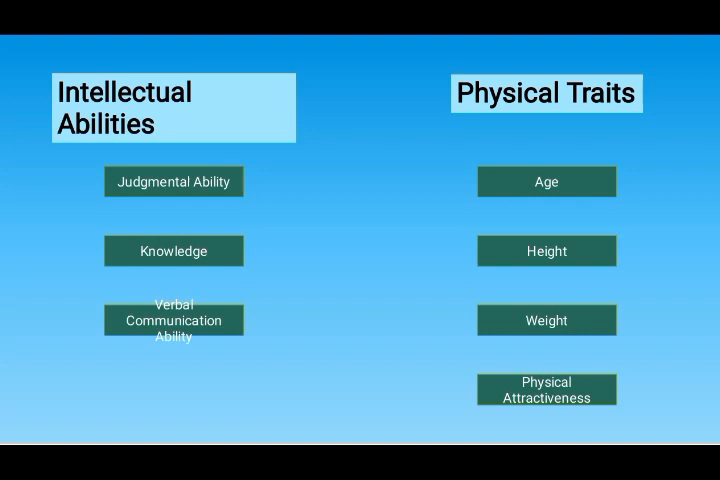 Intellectual
Abilities
Judgmental Ability
Knowledge
Verbal
Communication
Ability
Physical Traits
Age
Height
Weight
Physical
Attractiveness